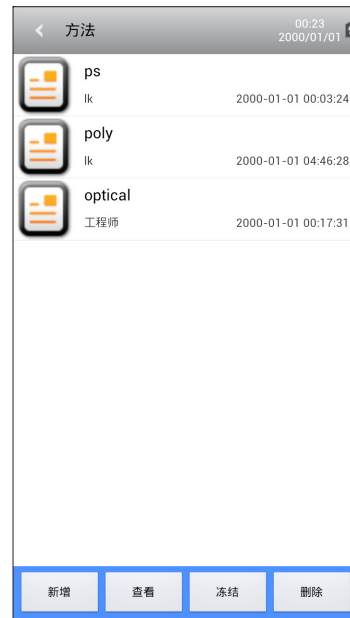 方法
00:23
2000/01/01
ps
lk 2000-01-01 00:03:24
poly
lk 2000-01-01 04:46:28
optical
工程师 2000-01-01 00:17:31
新增 查看 冻结 删除